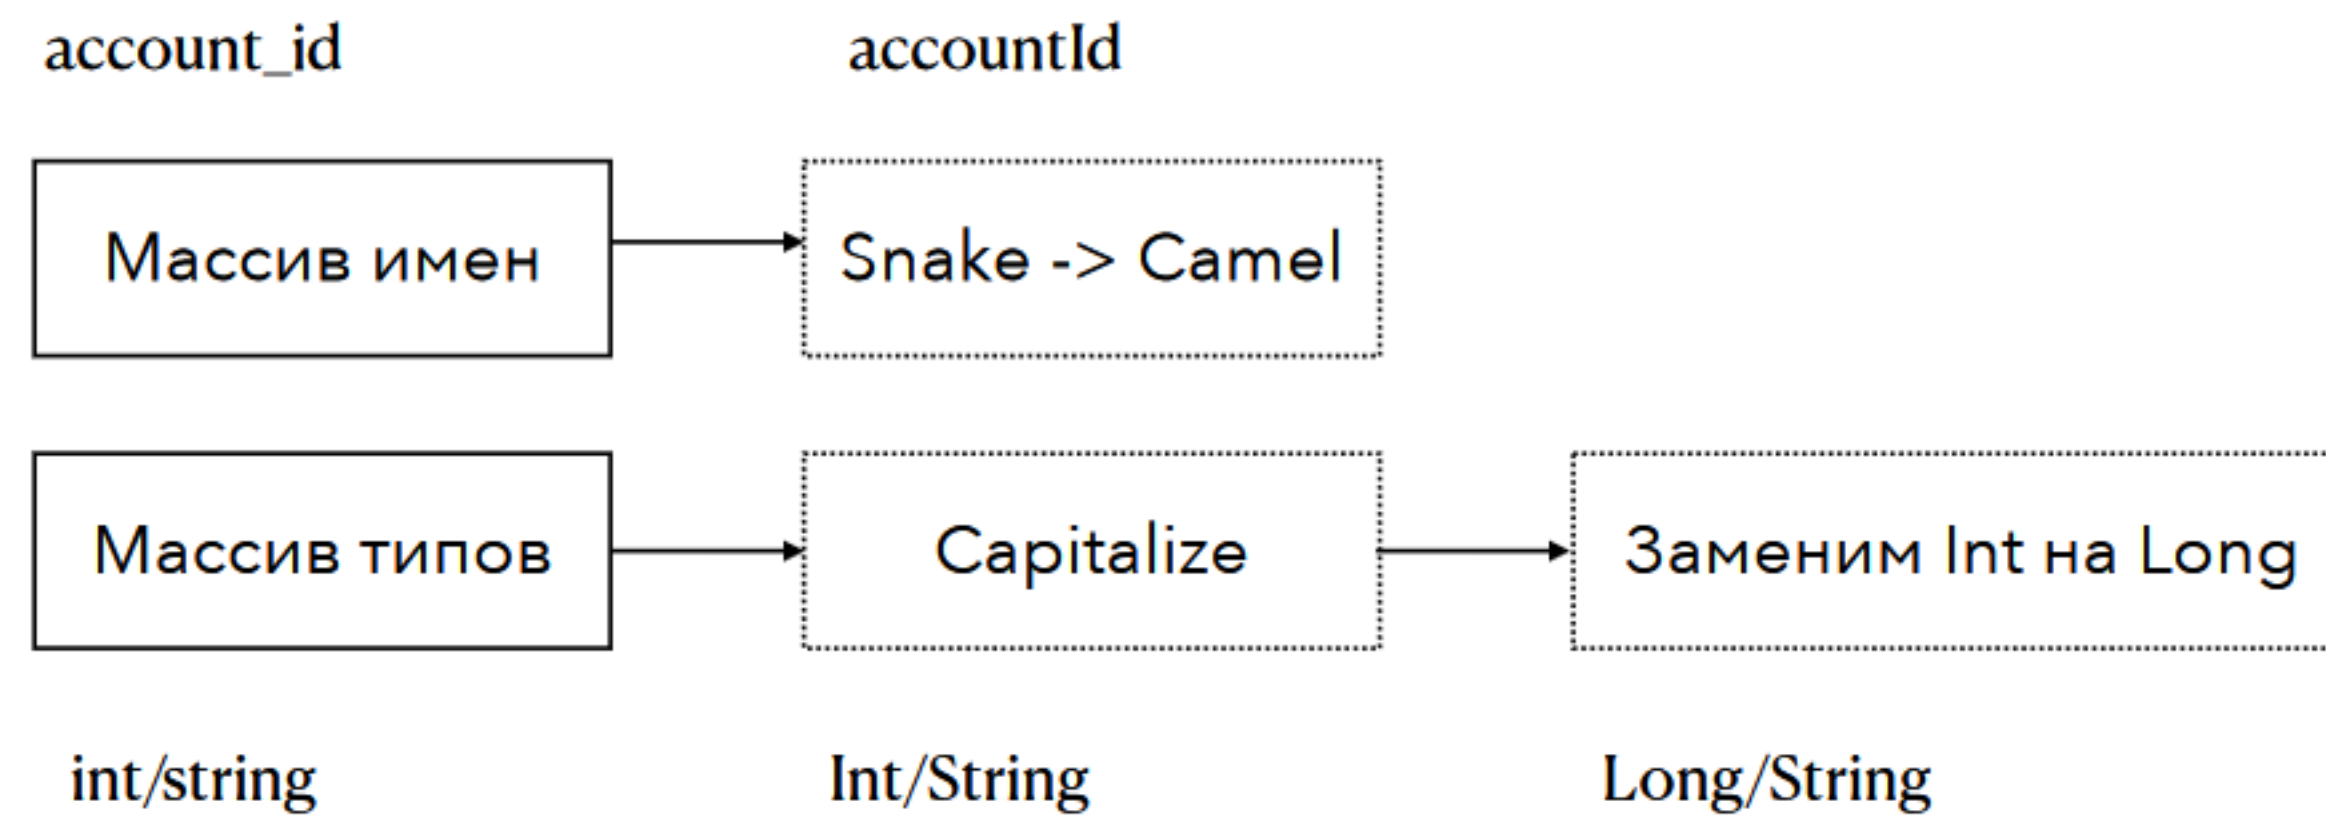 account_id
accountId
Массив имен
Snake -> Camel
Массив типов
Capitalize
Заменим Int на Long
int/string
Int/String
Long/String